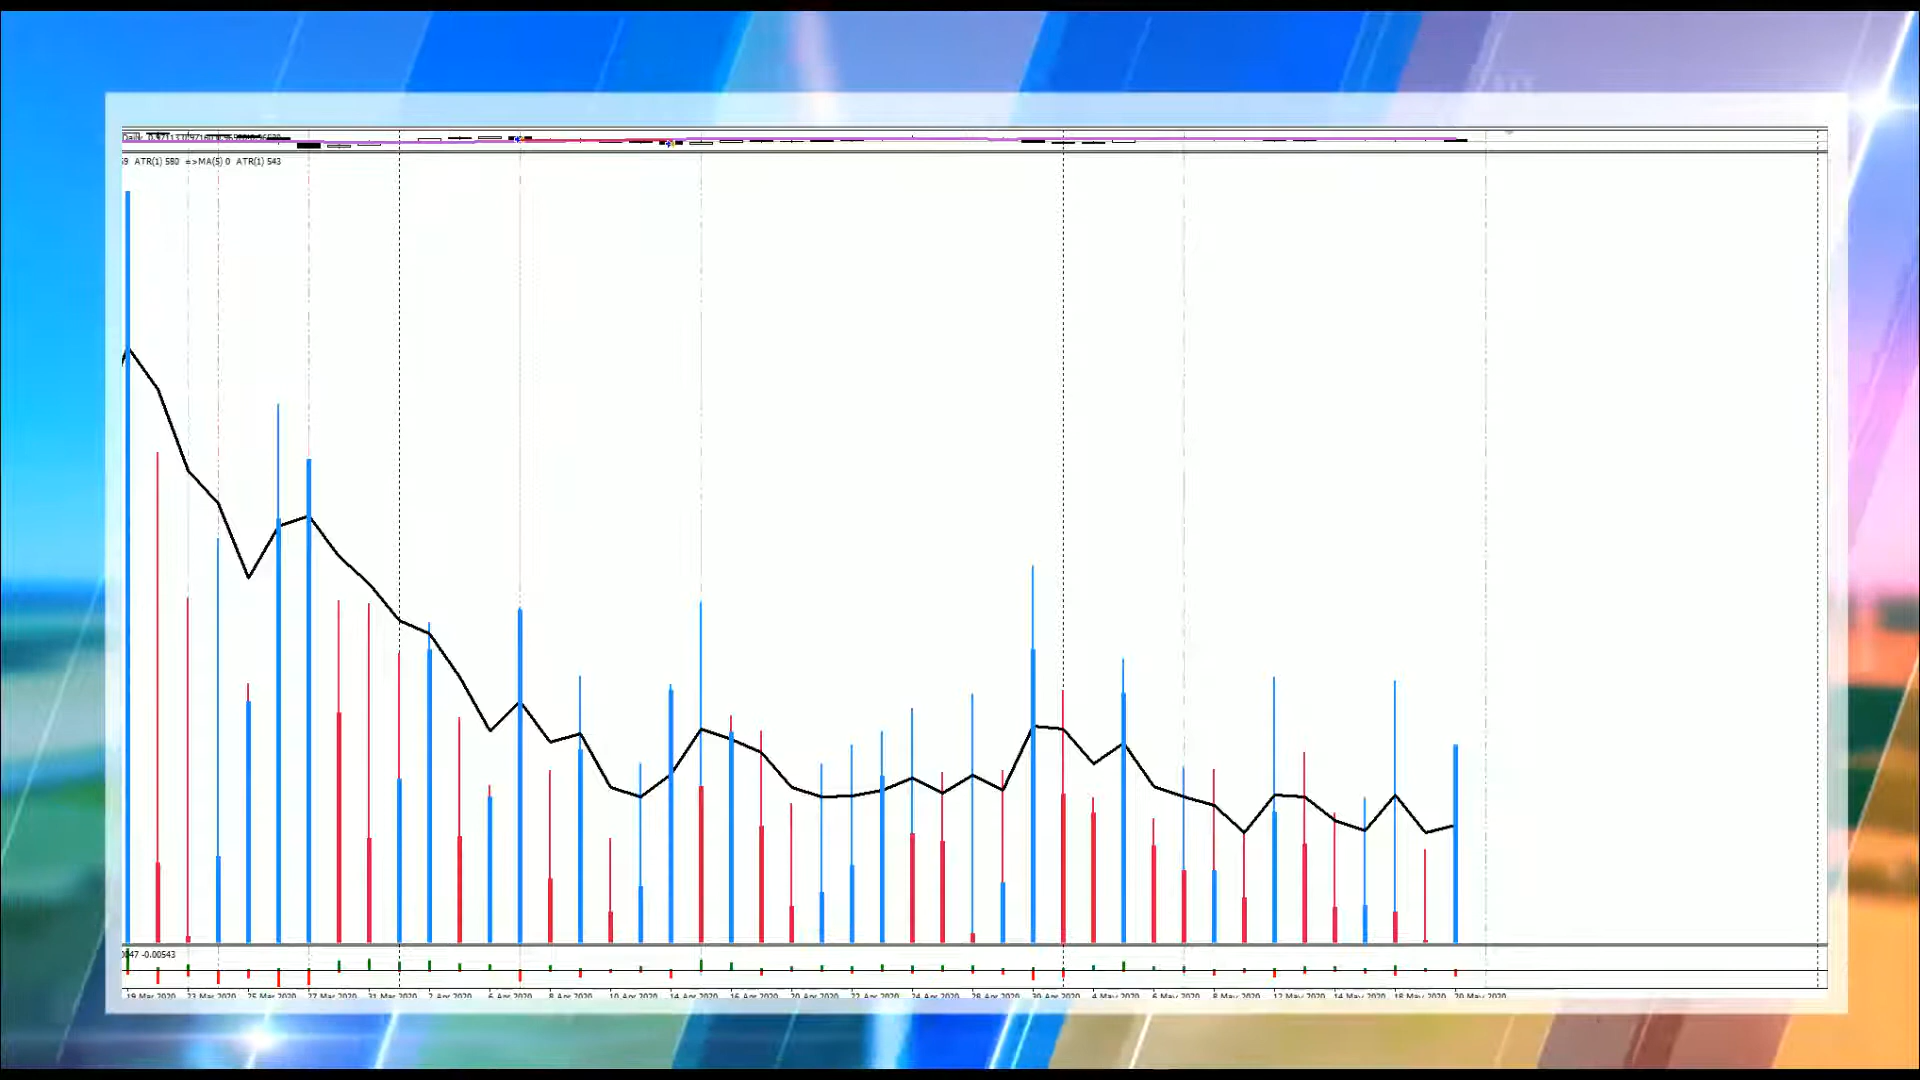 Daily
ATR(1) 580 =>MA(5) 0 ATR(1) 543
047 -0.00543
19 Mar 2020 23 Mar 2020 25 Mar 2020 27 Mar 2020 31 Mar 2020 2 Apr 2020 6 Apr 2020 8 Apr 2020 10 Apr 2020 14 Apr 2020 16 Apr 2020 20 Apr 2020 22 Apr 2020 24 Apr 2020 28 Apr 2020 30 Apr 2020 4 May 2020 6 May 2020 8 May 2020 12 May 2020 14 May 2020 18 May 2020 20 May 2020